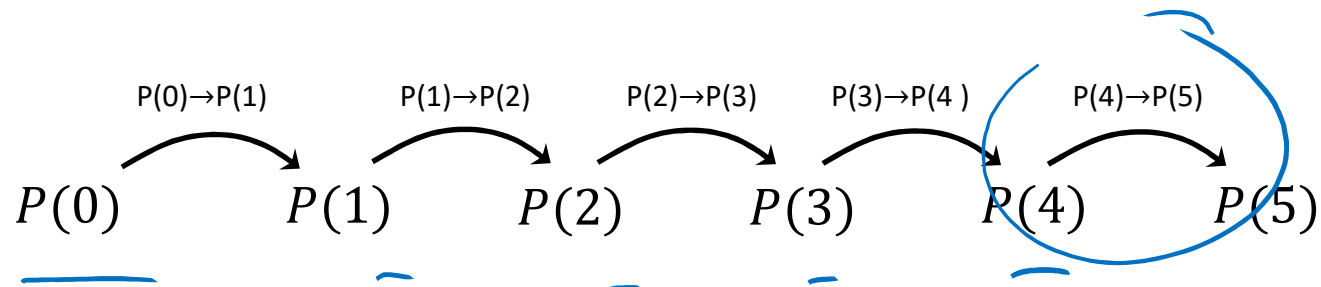 P(0)→P(1) P(1)→P(2) P(2)→P(3) P(3)→P(4 ) P(4)→P(5)
P(0) P(1) P(2) P(3) P(4) P(5)